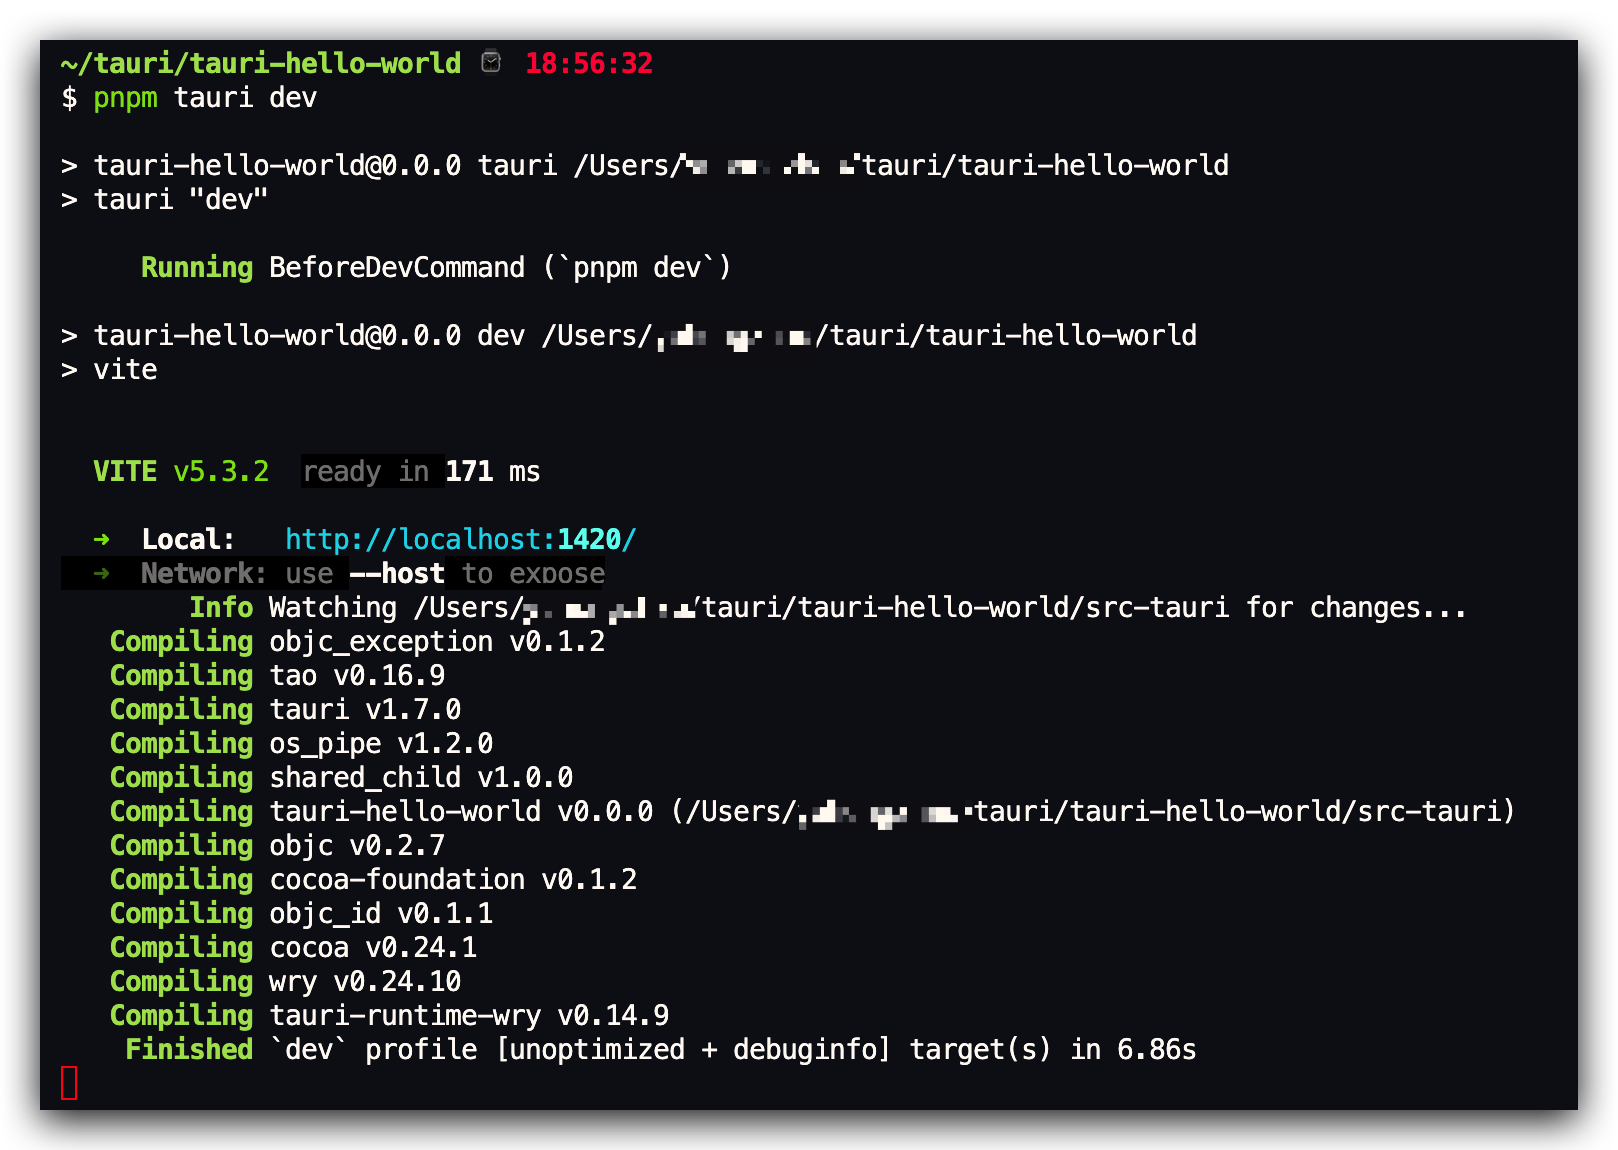 ~/tauri/tauri-hello-world ⌚ 18:56:32
$ pnpm tauri dev
> tauri-hello-world@0.0.0 tauri /Users/ tauri/tauri-hello-world
> tauri "dev"
Running BeforeDevCommand (`pnpm dev`)
> tauri-hello-world@0.0.0 dev /Users/ /tauri/tauri-hello-world
> vite
VITE v5.3.2 ready in 171 ms
➜ Local: http://localhost:1420/
➜ Network: use --host to expose
Info Watching /Users/ /tauri/tauri-hello-world/src-tauri for changes...
Compiling objc_exception v0.1.2
Compiling tao v0.16.9
Compiling tauri v1.7.0
Compiling os_pipe v1.2.0
Compiling shared_child v1.0.0
Compiling tauri-hello-world v0.0.0 (/Users/ tauri/tauri-hello-world/src-tauri)
Compiling objc v0.2.7
Compiling cocoa-foundation v0.1.2
Compiling objc_id v0.1.1
Compiling cocoa v0.24.1
Compiling wry v0.24.10
Compiling tauri-runtime-wry v0.14.9
Finished `dev` profile [unoptimized + debuginfo] target(s) in 6.86s